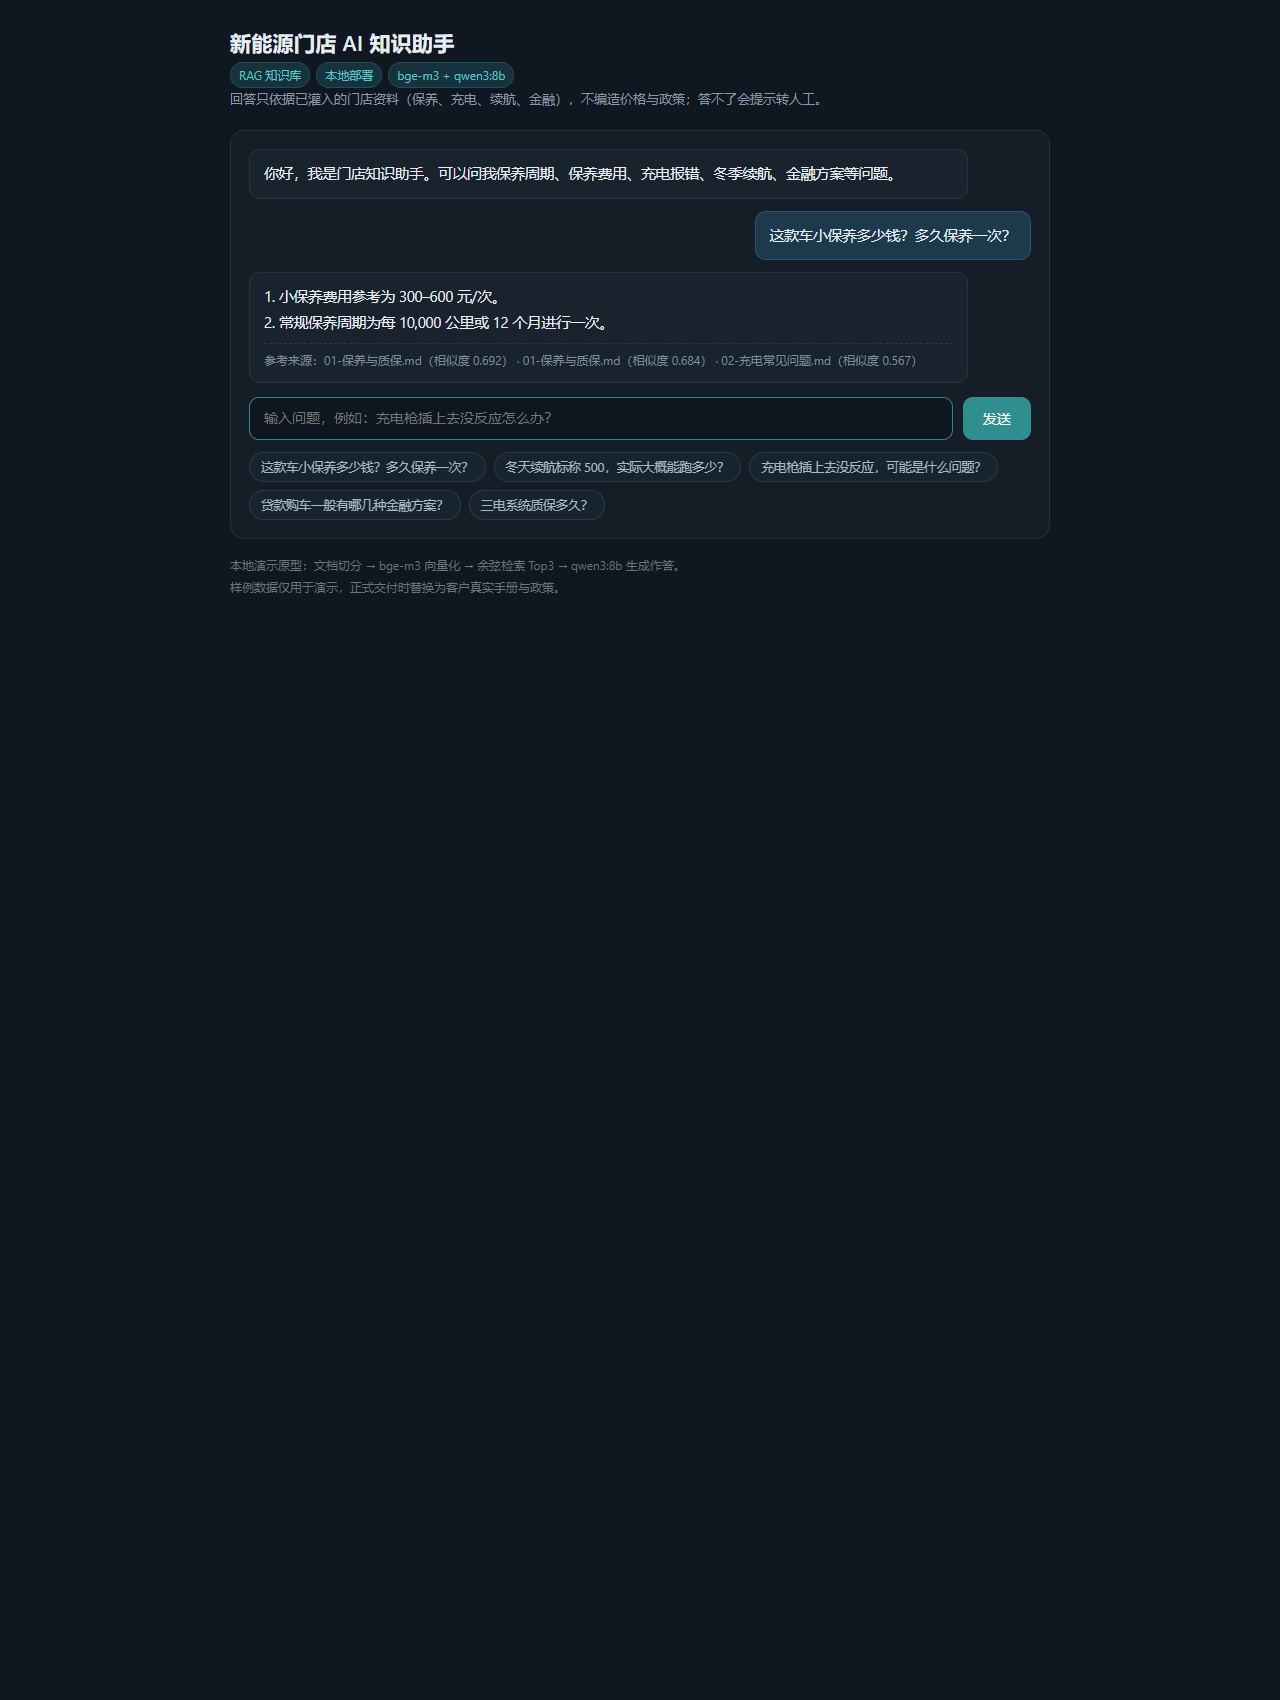 新能源门店 AI 知识助手
RAG 知识库
本地部署
bge-m3 + qwen3:8b
回答只依据已灌入的门店资料（保养、充电、续航、金融），不编造价格与政策；答不了会提示转人工。
你好，我是门店知识助手。可以问我保养周期、保养费用、充电报错、冬季续航、金融方案等问题。
这款车小保养多少钱？多久保养一次？
1. 小保养费用参考为 300–600 元/次。
2. 常规保养周期为每 10,000 公里或 12 个月进行一次。
参考来源：01-保养与质保.md（相似度 0.692） · 01-保养与质保.md（相似度 0.684） · 02-充电常见问题.md（相似度 0.567）
输入问题，例如：充电枪插上去没反应怎么办？
发送
这款车小保养多少钱？多久保养一次？
冬天续航标称 500，实际大概能跑多少？
充电枪插上去没反应，可能是什么问题？
贷款购车一般有哪几种金融方案？
三电系统质保多久？
本地演示原型：文档切分 → bge-m3 向量化 → 余弦检索 Top3 → qwen3:8b 生成作答。
样例数据仅用于演示，正式交付时替换为客户真实手册与政策。